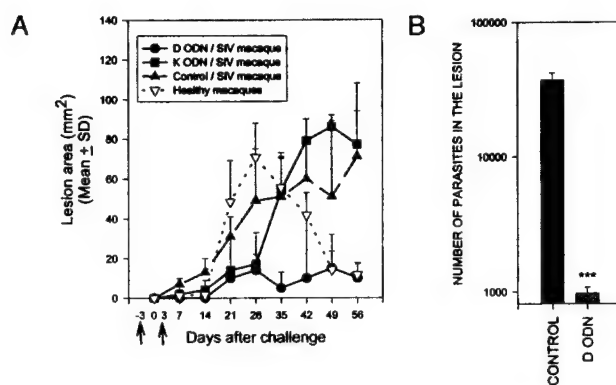 A
D ODN / SIV macaque
K ODN / SIV macaque
Control / SIV macaque
Healthy macaques
Lesion area (mm²)
(Mean ± SD)
140
120
100
80
60
40
20
0
-3 0 3 7 14 21 28 35 42 49 56
Days after challenge
B
NUMBER OF PARASITES IN THE LESION
100000
10000
1000
***
CONTROL
D ODN